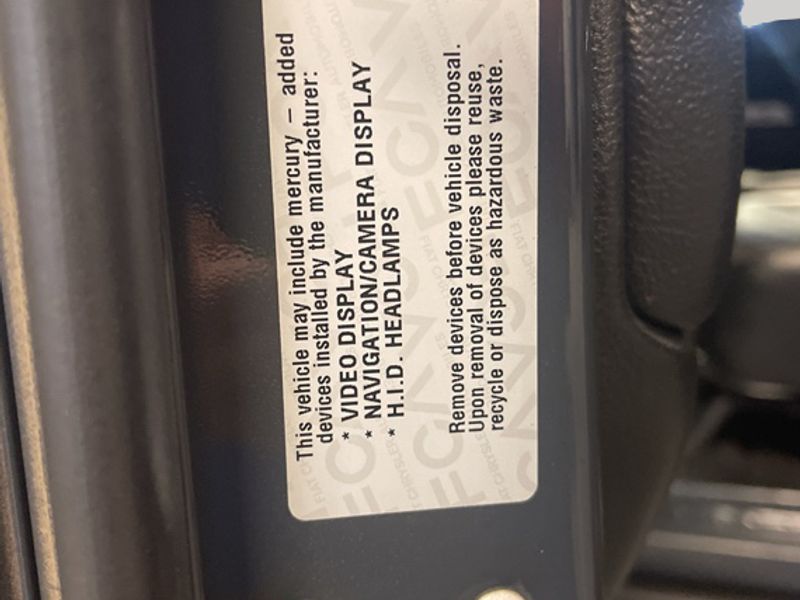 This vehicle may include mercury – added
devices installed by the manufacturer:
* VIDEO DISPLAY
* NAVIGATION/CAMERA DISPLAY
* H.I.D. HEADLAMPS
Remove devices before vehicle disposal.
Upon removal of devices please reuse,
recycle or dispose as hazardous waste.